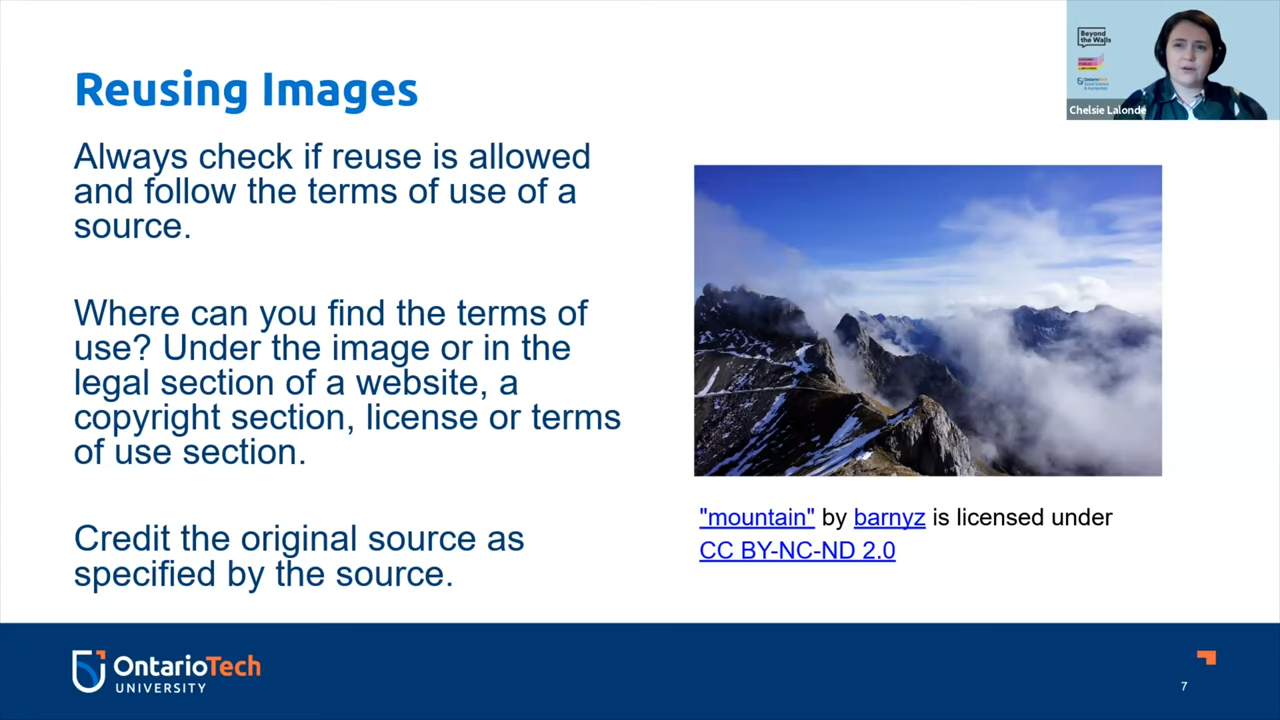 Reusing Images
Always check if reuse is allowed
and follow the terms of use of a
source.
Where can you find the terms of
use? Under the image or in the
legal section of a website, a
copyright section, license or terms
of use section.
Credit the original source as
specified by the source.
Beyond
the Walls
OntarioTech
Chelsie Lalonde
"mountain" by barnyz is licensed under
CC BY-NC-ND 2.0
OntarioTech
UNIVERSITY
7